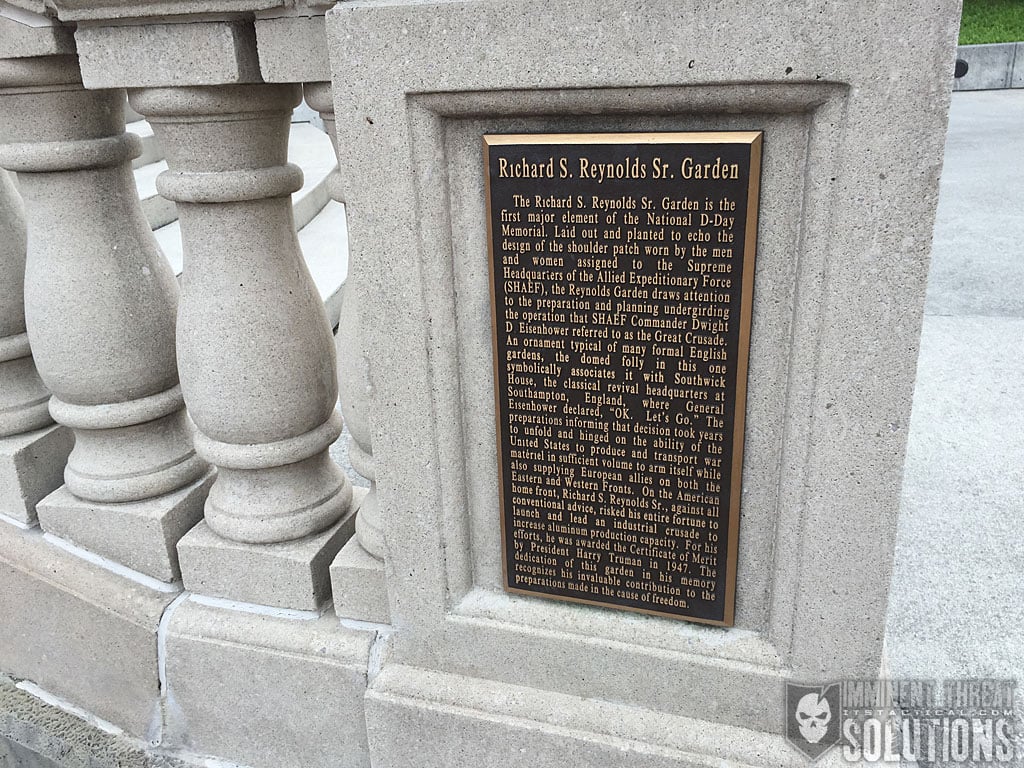 Richard S. Reynolds Sr. Garden
The Richard S. Reynolds Sr. Garden is the
first major element of the National D-Day
Memorial. Laid out and planted to echo the
design of the shoulder patch worn by the men
and women assigned to the Supreme
Headquarters of the Allied Expeditionary Force
(SHAEF), the Reynolds Garden draws attention
to the preparation and planning undergirding
the operation that SHAEF Commander Dwight
D. Eisenhower referred to as the Great Crusade.
An ornament typical of many formal English
gardens, the domed folly in this one
symbolically associates it with Southwick
House, the classical revival headquarters at
Southampton, England, where General
Eisenhower declared, "OK. Let's Go." The
preparations informing that decision took years
to unfold and hinged on the ability of the
United States to produce and transport war
matériel in sufficient volume to arm itself while
also supplying European allies on both the
Eastern and Western Fronts. On the American
home front, Richard S. Reynolds Sr., against all
conventional advice, risked his entire fortune to
launch and lead an industrial crusade to
increase aluminum production capacity. For his
efforts, he was awarded the Certificate of Merit
by President Harry Truman in 1947. The
dedication of this garden in his memory
recognizes his invaluable contribution to the
preparations made in the cause of freedom.
IMMINENT THREAT
ITSTACTICAL.COM
SOLUTIONS